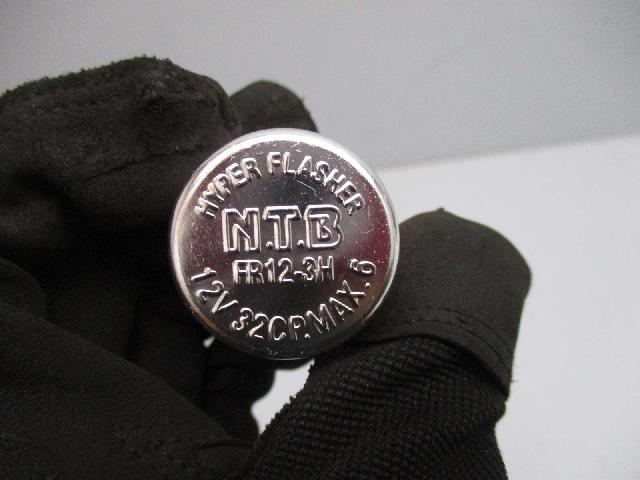 HYPER FLASHER
N.T.B
FR12-3H
12V 32CP.MAX.6